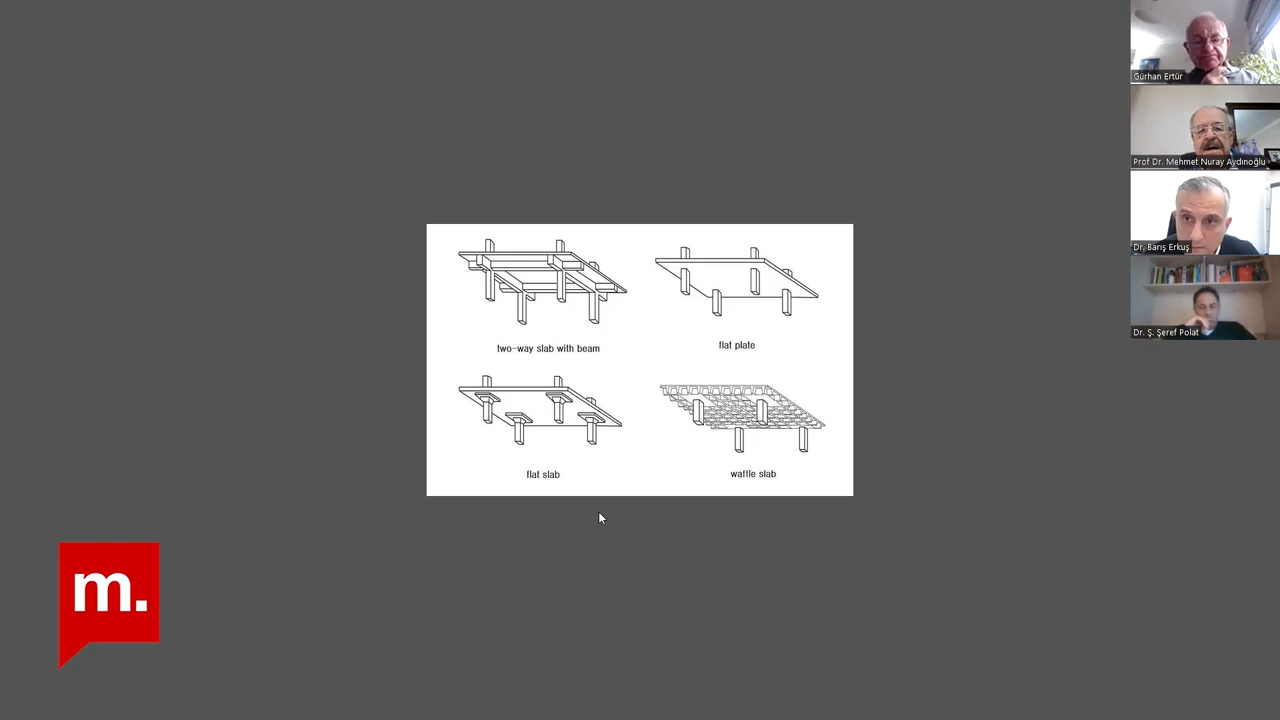 two-way slab with beam
flat plate
flat slab
waffle slab
m.
Gürhan Ertür
Prof Dr. Mehmet Nuray Aydınoğlu
Dr. Barış Erkuş
Dr. Ş. Şeref Polat